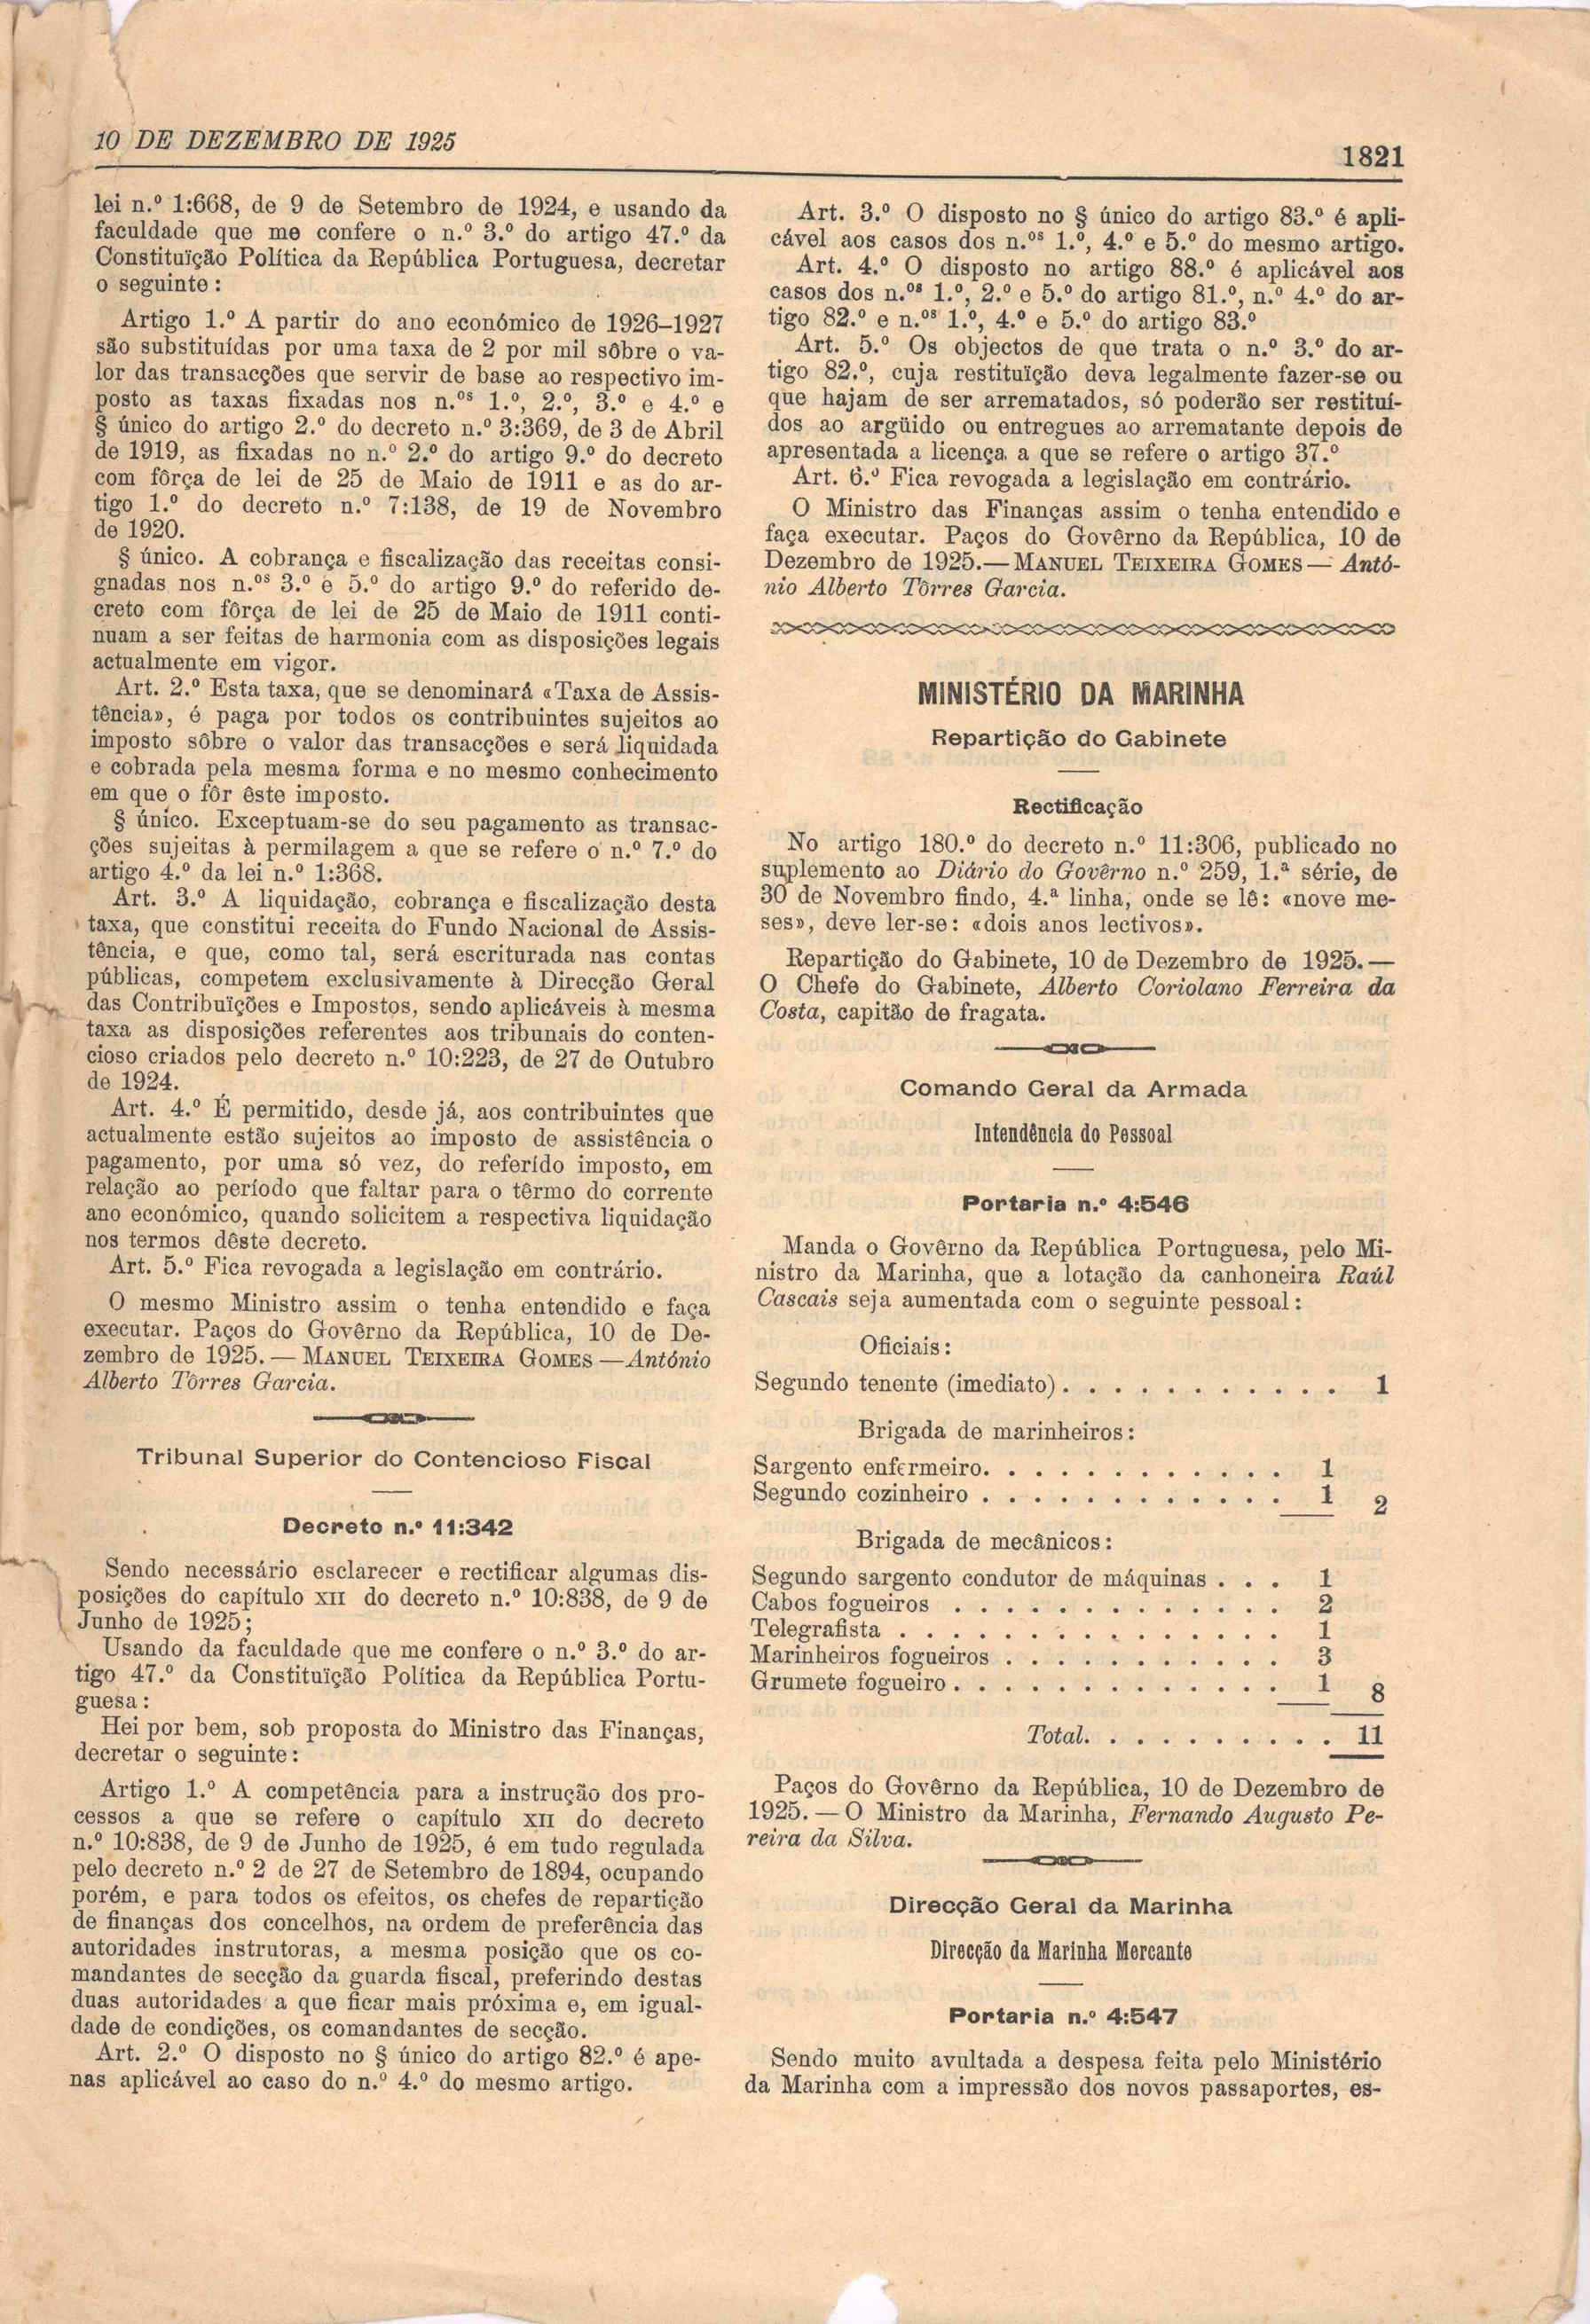 10 DE DEZEMBRO DE 1925
1821
lei n.º 1:668, de 9 de Setembro de 1924, e usando da
faculdade que me confere o n.º 3.º do artigo 47.º da
Constituïção Política da República Portuguesa, decretar
o seguinte:
Artigo 1.º A partir do ano económico de 1926-1927
são substituídas por uma taxa de 2 por mil sôbre o va-
lor das transacções que servir de base ao respectivo im-
posto as taxas fixadas nos n.os 1.º, 2.º, 3.º e 4.º e
§ único do artigo 2.º do decreto n.º 3:369, de 3 de Abril
de 1919, as fixadas no n.º 2.º do artigo 9.º do decreto
com fôrça de lei de 25 de Maio de 1911 e as do ar-
tigo 1.º do decreto n.º 7:138, de 19 de Novembro
de 1920.
§ único. A cobrança e fiscalização das receitas consi-
gnadas nos n.os 3.º e 5.º do artigo 9.º do referido de-
creto com fôrça de lei de 25 de Maio de 1911 conti-
nuam a ser feitas de harmonia com as disposições legais
actualmente em vigor.
Art. 2.º Esta taxa, que se denominará «Taxa de Assis-
tência», é paga por todos os contribuintes sujeitos ao
imposto sôbre o valor das transacções e será liquidada
e cobrada pela mesma forma e no mesmo conhecimento
em que o fôr êste imposto.
§ único. Exceptuam-se do seu pagamento as transac-
ções sujeitas à permilagem a que se refere o n.º 7.º do
artigo 4.º da lei n.º 1:368.
Art. 3.º A liquidação, cobrança e fiscalização desta
taxa, que constitui receita do Fundo Nacional de Assis-
tência, e que, como tal, será escriturada nas contas
públicas, competem exclusivamente à Direcção Geral
das Contribuïções e Impostos, sendo aplicáveis à mesma
taxa as disposições referentes aos tribunais do conten-
cioso criados pelo decreto n.º 10:223, de 27 de Outubro
de 1924.
Art. 4.º É permitido, desde já, aos contribuintes que
actualmente estão sujeitos ao imposto de assistência o
pagamento, por uma só vez, do referido imposto, em
relação ao período que faltar para o têrmo do corrente
ano económico, quando solicitem a respectiva liquidação
nos termos dêste decreto.
Art. 5.º Fica revogada a legislação em contrário.
O mesmo Ministro assim o tenha entendido e faça
executar. Paços do Govêrno da República, 10 de De-
zembro de 1925. — MANUEL TEIXEIRA GOMES — António
Alberto Tôrres Garcia.
Tribunal Superior do Contencioso Fiscal
Decreto n.º 11:342
Sendo necessário esclarecer e rectificar algumas dis-
posições do capítulo XII do decreto n.º 10:838, de 9 de
Junho de 1925;
Usando da faculdade que me confere o n.º 3.º do ar-
tigo 47.º da Constituïção Política da República Portu-
guesa:
Hei por bem, sob proposta do Ministro das Finanças,
decretar o seguinte:
Artigo 1.º A competência para a instrução dos pro-
cessos a que se refere o capítulo XII do decreto
n.º 10:838, de 9 de Junho de 1925, é em tudo regulada
pelo decreto n.º 2 de 27 de Setembro de 1894, ocupando
porém, e para todos os efeitos, os chefes de repartição
de finanças dos concelhos, na ordem de preferência das
autoridades instrutoras, a mesma posição que os co-
mandantes de secção da guarda fiscal, preferindo destas
duas autoridades a que ficar mais próxima e, em igual-
dade de condições, os comandantes de secção.
Art. 2.º O disposto no § único do artigo 82.º é ape-
nas aplicável ao caso do n.º 4.º do mesmo artigo.
Art. 3.º O disposto no § único do artigo 83.º é apli-
cável aos casos dos n.os 1.º, 4.º e 5.º do mesmo artigo.
Art. 4.º O disposto no artigo 88.º é aplicável aos
casos dos n.os 1.º, 2.º e 5.º do artigo 81.º, n.º 4.º do ar-
tigo 82.º e n.os 1.º, 4.º e 5.º do artigo 83.º
Art. 5.º Os objectos de que trata o n.º 3.º do ar-
tigo 82.º, cuja restituïção deva legalmente fazer-se ou
que hajam de ser arrematados, só poderão ser restituí-
dos ao argüido ou entregues ao arrematante depois de
apresentada a licença a que se refere o artigo 37.º
Art. 6.º Fica revogada a legislação em contrário.
O Ministro das Finanças assim o tenha entendido e
faça executar. Paços do Govêrno da República, 10 de
Dezembro de 1925.— MANUEL TEIXEIRA GOMES — Antó-
nio Alberto Tôrres Garcia.
MINISTÉRIO DA MARINHA
Repartição do Gabinete
Rectificação
No artigo 180.º do decreto n.º 11:306, publicado no
suplemento ao Diário do Govêrno n.º 259, 1.ª série, de
30 de Novembro findo, 4.ª linha, onde se lê: «nove me-
ses», deve ler-se: «dois anos lectivos».
Repartição do Gabinete, 10 de Dezembro de 1925.—
O Chefe do Gabinete, Alberto Coriolano Ferreira da
Costa, capitão de fragata.
Comando Geral da Armada
Intendência do Pessoal
Portaria n.º 4:546
Manda o Govêrno da República Portuguesa, pelo Mi-
nistro da Marinha, que a lotação da canhoneira Raúl
Cascais seja aumentada com o seguinte pessoal:
Oficiais:
Segundo tenente (imediato) . . . . . . . . . . . 1
Brigada de marinheiros:
Sargento enfermeiro. . . . . . . . . . . . 1
Segundo cozinheiro . . . . . . . . . . . . 1 2
Brigada de mecânicos:
Segundo sargento condutor de máquinas . . . 1
Cabos fogueiros . . . . . . . . . . . . . 2
Telegrafista . . . . . . . . . . . . . . . 1
Marinheiros fogueiros . . . . . . . . . . . 3
Grumete fogueiro . . . . . . . . . . . . . 1 8
Total. . . . . . . . . . 11
Paços do Govêrno da República, 10 de Dezembro de
1925. — O Ministro da Marinha, Fernando Augusto Pe-
reira da Silva.
Direcção Geral da Marinha
Direcção da Marinha Mercante
Portaria n.º 4:547
Sendo muito avultada a despesa feita pelo Ministério
da Marinha com a impressão dos novos passaportes, es-